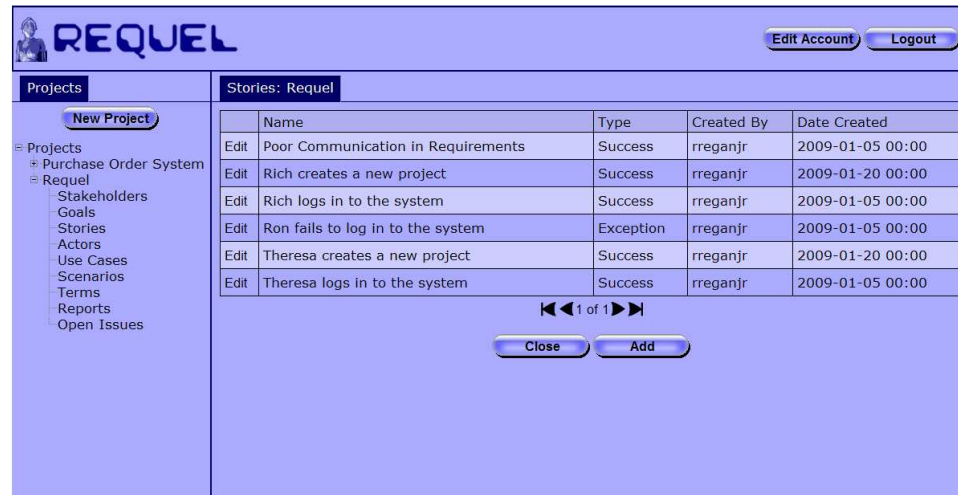 REQUEL
Edit Account Logout
Projects
New Project
Projects
Purchase Order System
Requel
Stakeholders
Goals
Stories
Actors
Use Cases
Scenarios
Terms
Reports
Open Issues
Stories: Requel
Name Type Created By Date Created
Edit Poor Communication in Requirements Success rreganjr 2009-01-05 00:00
Edit Rich creates a new project Success rreganjr 2009-01-20 00:00
Edit Rich logs in to the system Success rreganjr 2009-01-05 00:00
Edit Ron fails to log in to the system Exception rreganjr 2009-01-05 00:00
Edit Theresa creates a new project Success rreganjr 2009-01-20 00:00
Edit Theresa logs in to the system Success rreganjr 2009-01-05 00:00
1 of 1
Close Add